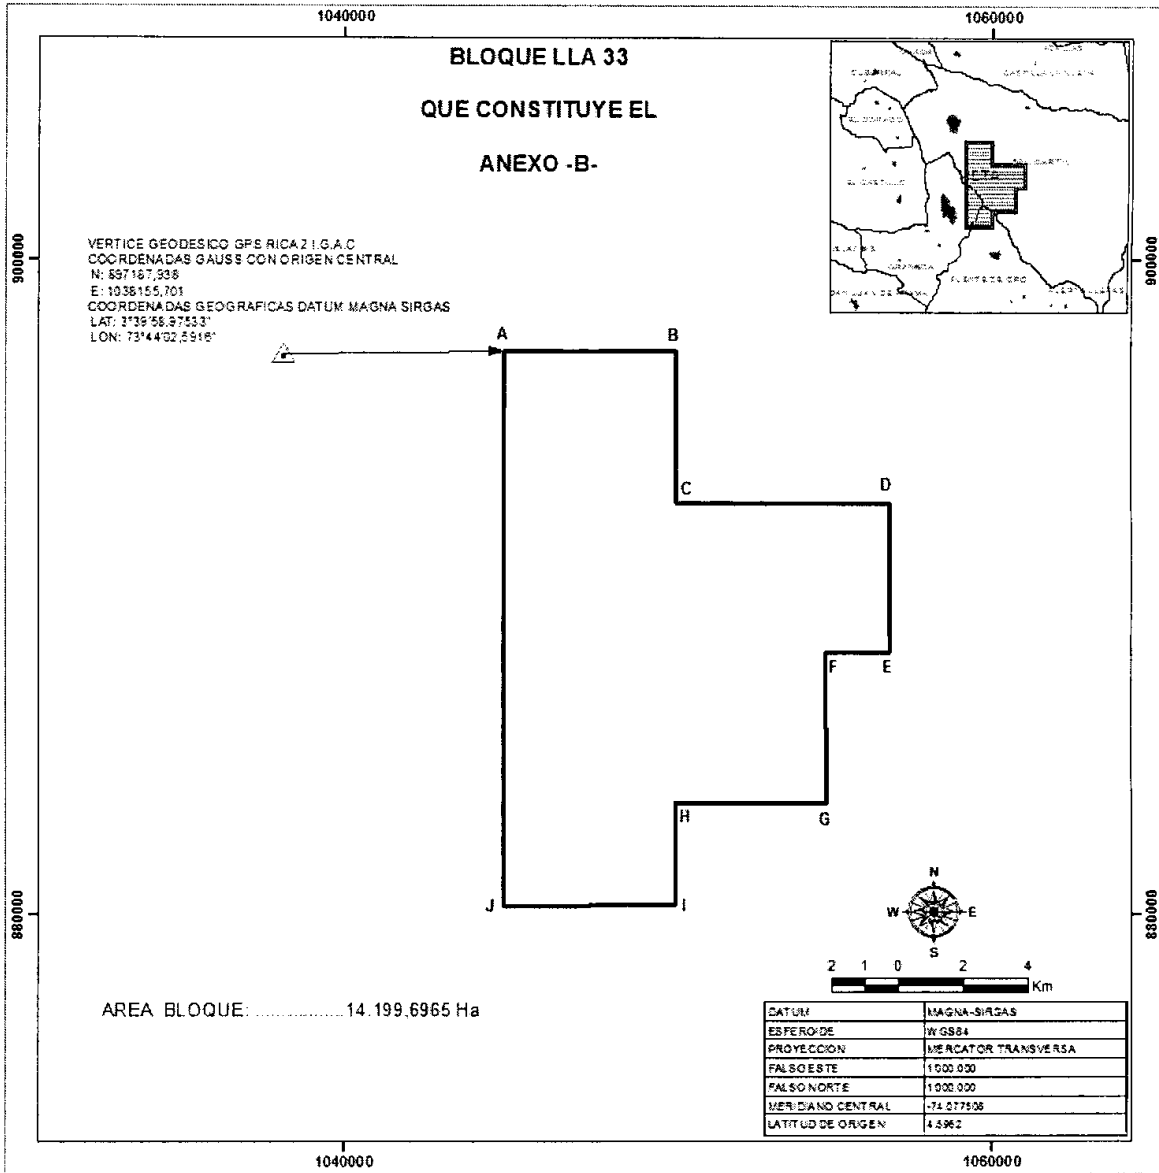 1040000
1060000
BLOQUE LLA 33
QUE CONSTITUYE EL
ANEXO -B-
900000
900000
VERTICE GEODESICO GPS RICA 2 I.G.A.C
COORDENADAS GAUSS CON ORIGEN CENTRAL
N: 897187,938
E: 1038155,701
COORDENADAS GEOGRAFICAS DATUM MAGNA SIRGAS
LAT: 3°39'58,97533"
LON: 73°44'02,5916"
A
B
C
D
F
E
H
G
J
I
880000
880000
N
W
E
S
2 1 0 2 4
Km
AREA BLOQUE: .................. 14.199,6965 Ha
DATUM MAGNA-SIRGAS
ESFEROIDE WGS84
PROYECCION MERCATOR TRANSVERSA
FALSO ESTE 1000.000
FALSO NORTE 1000.000
MERIDIANO CENTRAL -74.077508
LATITUD DE ORIGEN 4.5962
1040000
1060000